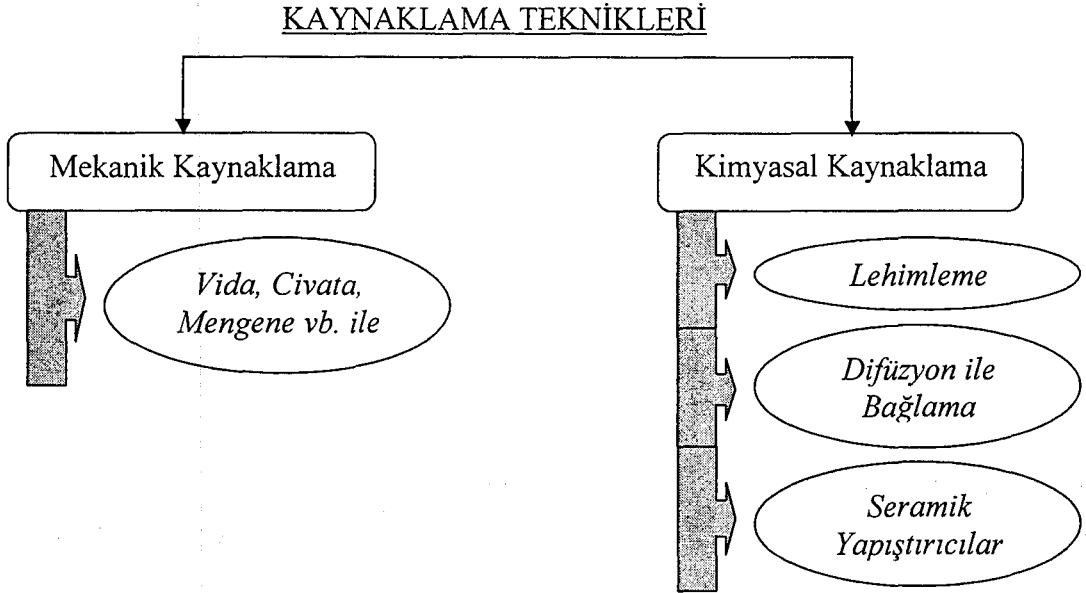 KAYNAKLAMA TEKNİKLERİ
Mekanik Kaynaklama
Vida, Civata,
Mengene vb. ile
Kimyasal Kaynaklama
Lehimleme
Difüzyon ile
Bağlama
Seramik
Yapıştırıcılar